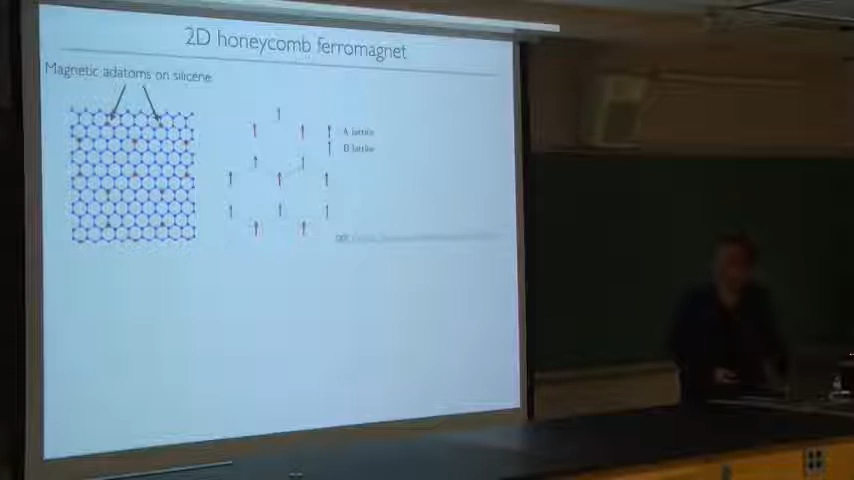 2D honeycomb ferromagnet
Magnetic adatoms on silicene
A lattice
B lattice